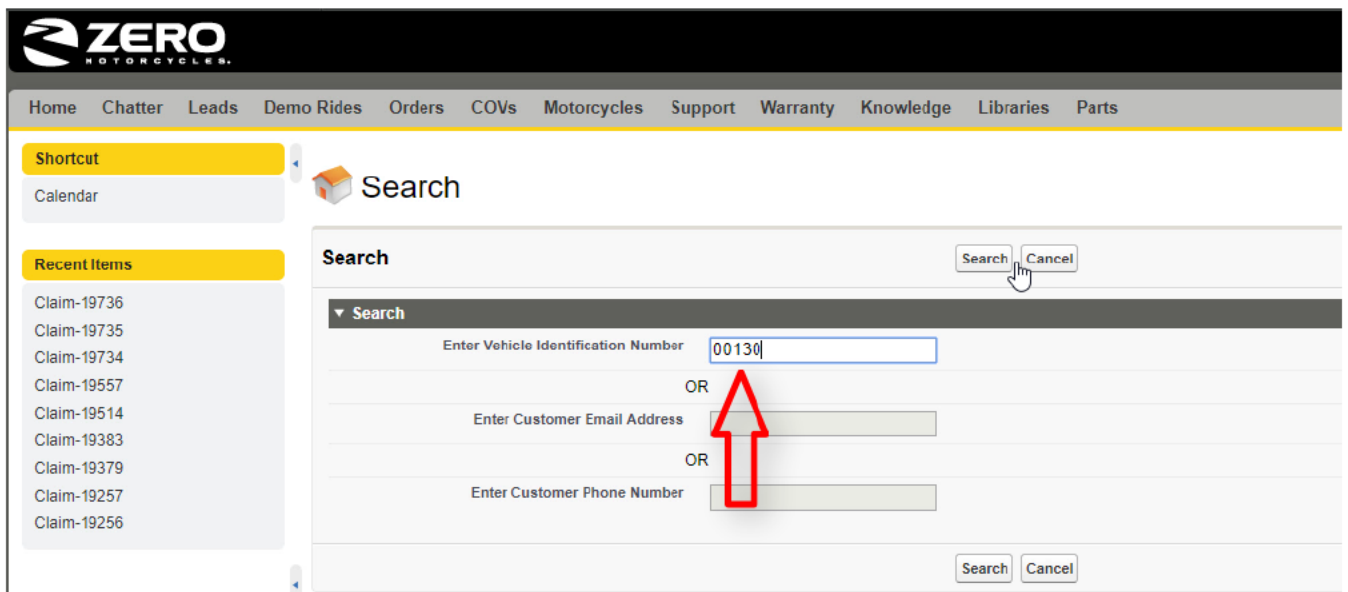 ZERO
MOTORCYCLES.
Home Chatter Leads Demo Rides Orders COVs Motorcycles Support Warranty Knowledge Libraries Parts
Shortcut
Calendar
Recent Items
Claim-19736
Claim-19735
Claim-19734
Claim-19557
Claim-19514
Claim-19383
Claim-19379
Claim-19257
Claim-19256
Search
Search Search Cancel
Search
Enter Vehicle Identification Number 00130
OR
Enter Customer Email Address
OR
Enter Customer Phone Number
Search Cancel